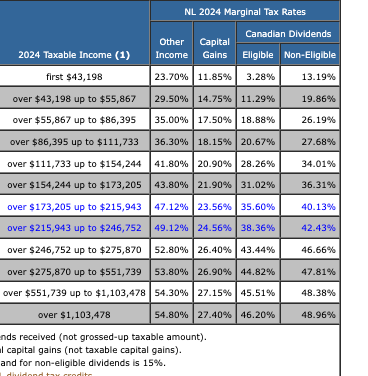 NL 2024 Marginal Tax Rates
2024 Taxable Income (1) Other Income Capital Gains Canadian Dividends
Eligible Non-Eligible
first $43,198 23.70% 11.85% 3.28% 13.19%
over $43,198 up to $55,867 29.50% 14.75% 11.29% 19.86%
over $55,867 up to $86,395 35.00% 17.50% 18.88% 26.19%
over $86,395 up to $111,733 36.30% 18.15% 20.67% 27.68%
over $111,733 up to $154,244 41.80% 20.90% 28.26% 34.01%
over $154,244 up to $173,205 43.80% 21.90% 31.02% 36.31%
over $173,205 up to $215,943 47.12% 23.56% 35.60% 40.13%
over $215,943 up to $246,752 49.12% 24.56% 38.36% 42.43%
over $246,752 up to $275,870 52.80% 26.40% 43.44% 46.66%
over $275,870 up to $551,739 53.80% 26.90% 44.82% 47.81%
over $551,739 up to $1,103,478 54.30% 27.15% 45.51% 48.38%
over $1,103,478 54.80% 27.40% 46.20% 48.96%
ends received (not grossed-up taxable amount).
l capital gains (not taxable capital gains).
and for non-eligible dividends is 15%.
dividend tax credits